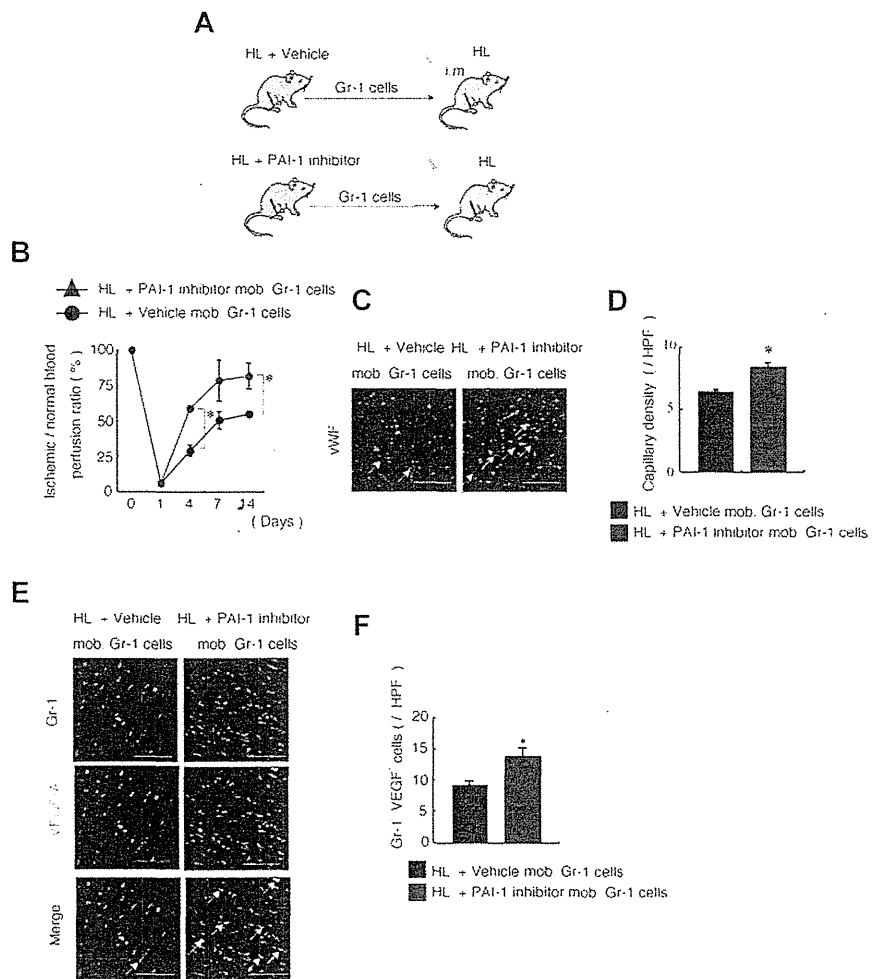 A
HL + Vehicle
HL
i.m
Gr-1 cells
HL + PAI-1 inhibitor
HL
Gr-1 cells
B
HL + PAI-1 inhibitor mob. Gr-1 cells
HL + Vehicle mob. Gr-1 cells
Ischemic / normal blood
perfusion ratio (%)
100
75
50
25
0
*
*
0 1 4 7 14
(Days)
C
HL + Vehicle HL + PAI-1 inhibitor
mob. Gr-1 cells mob. Gr-1 cells
vWF
D
Capillary density (/ HPF)
10
5
0
*
HL + Vehicle mob. Gr-1 cells
HL + PAI-1 inhibitor mob. Gr-1 cells
E
HL + Vehicle HL + PAI-1 inhibitor
mob. Gr-1 cells mob. Gr-1 cells
Gr-1
Merge
F
Gr-1 VEGF cells (/ HPF)
20
15
10
5
0
*
HL + Vehicle mob. Gr-1 cells
HL + PAI-1 inhibitor mob. Gr-1 cells